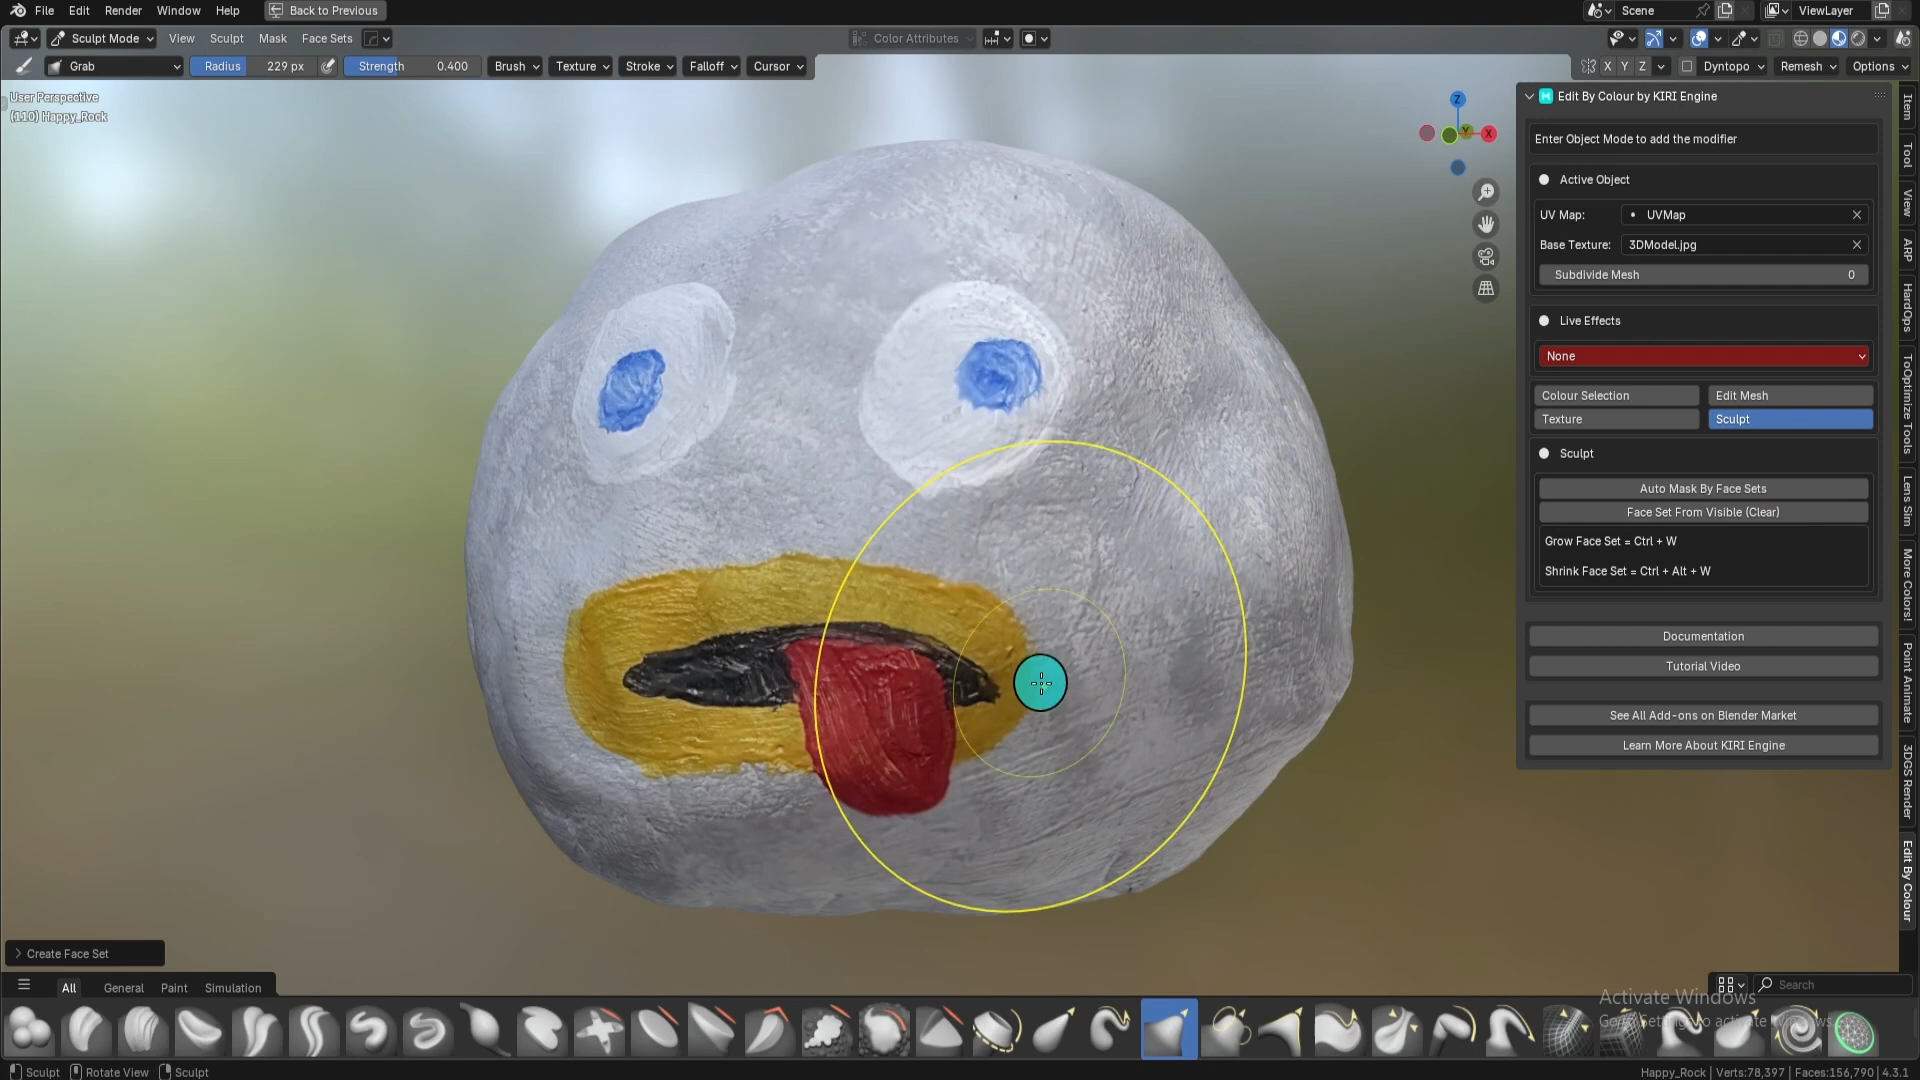 File Edit Render Window Help Back to Previous Scene ViewLayer
Sculpt Mode View Sculpt Mask Face Sets Color Attributes
Grab Radius 229 px Strength 0.400 Brush Texture Stroke Falloff Cursor X Y Z Dyntopo Remesh Options
User Perspective
(110) Happy_Rock
Z
Y
X
Edit By Colour by KIRI Engine
Enter Object Mode to add the modifier
Active Object
UV Map: UVMap
Base Texture: 3DModel.jpg
Subdivide Mesh 0
Live Effects
None
Colour Selection Edit Mesh
Texture Sculpt
Sculpt
Auto Mask By Face Sets
Face Set From Visible (Clear)
Grow Face Set = Ctrl + W
Shrink Face Set = Ctrl + Alt + W
Documentation
Tutorial Video
See All Add-ons on Blender Market
Learn More About KIRI Engine
Item
Tool
View
ARP
HardOps
ToOptimize Tools
Lens Sim
More Colors!
Point Animate
3DGS Render
Edit By Colour
Create Face Set
All General Paint Simulation
Search
Activate Windows
Go to Settings to activate Windows.
Sculpt Rotate View Sculpt
Happy_Rock | Verts:78,397 | Faces:156,790 | 4.3.1